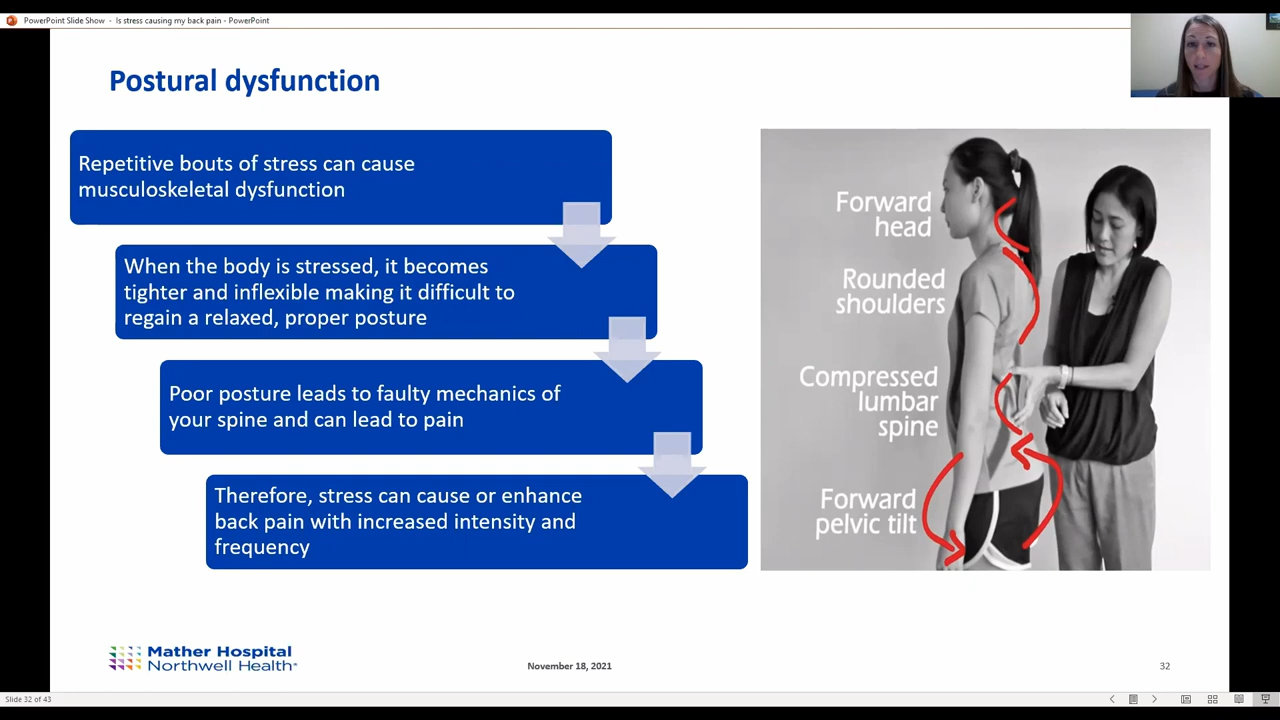 PowerPoint Slide Show - Is stress causing my back pain - PowerPoint
Postural dysfunction
Repetitive bouts of stress can cause
musculoskeletal dysfunction
When the body is stressed, it becomes
tighter and inflexible making it difficult to
regain a relaxed, proper posture
Poor posture leads to faulty mechanics of
your spine and can lead to pain
Therefore, stress can cause or enhance
back pain with increased intensity and
frequency
Forward
head
Rounded
shoulders
Compressed
lumbar
spine
Forward
pelvic tilt
Mather Hospital
Northwell Health®
November 18, 2021
32
Slide 32 of 43